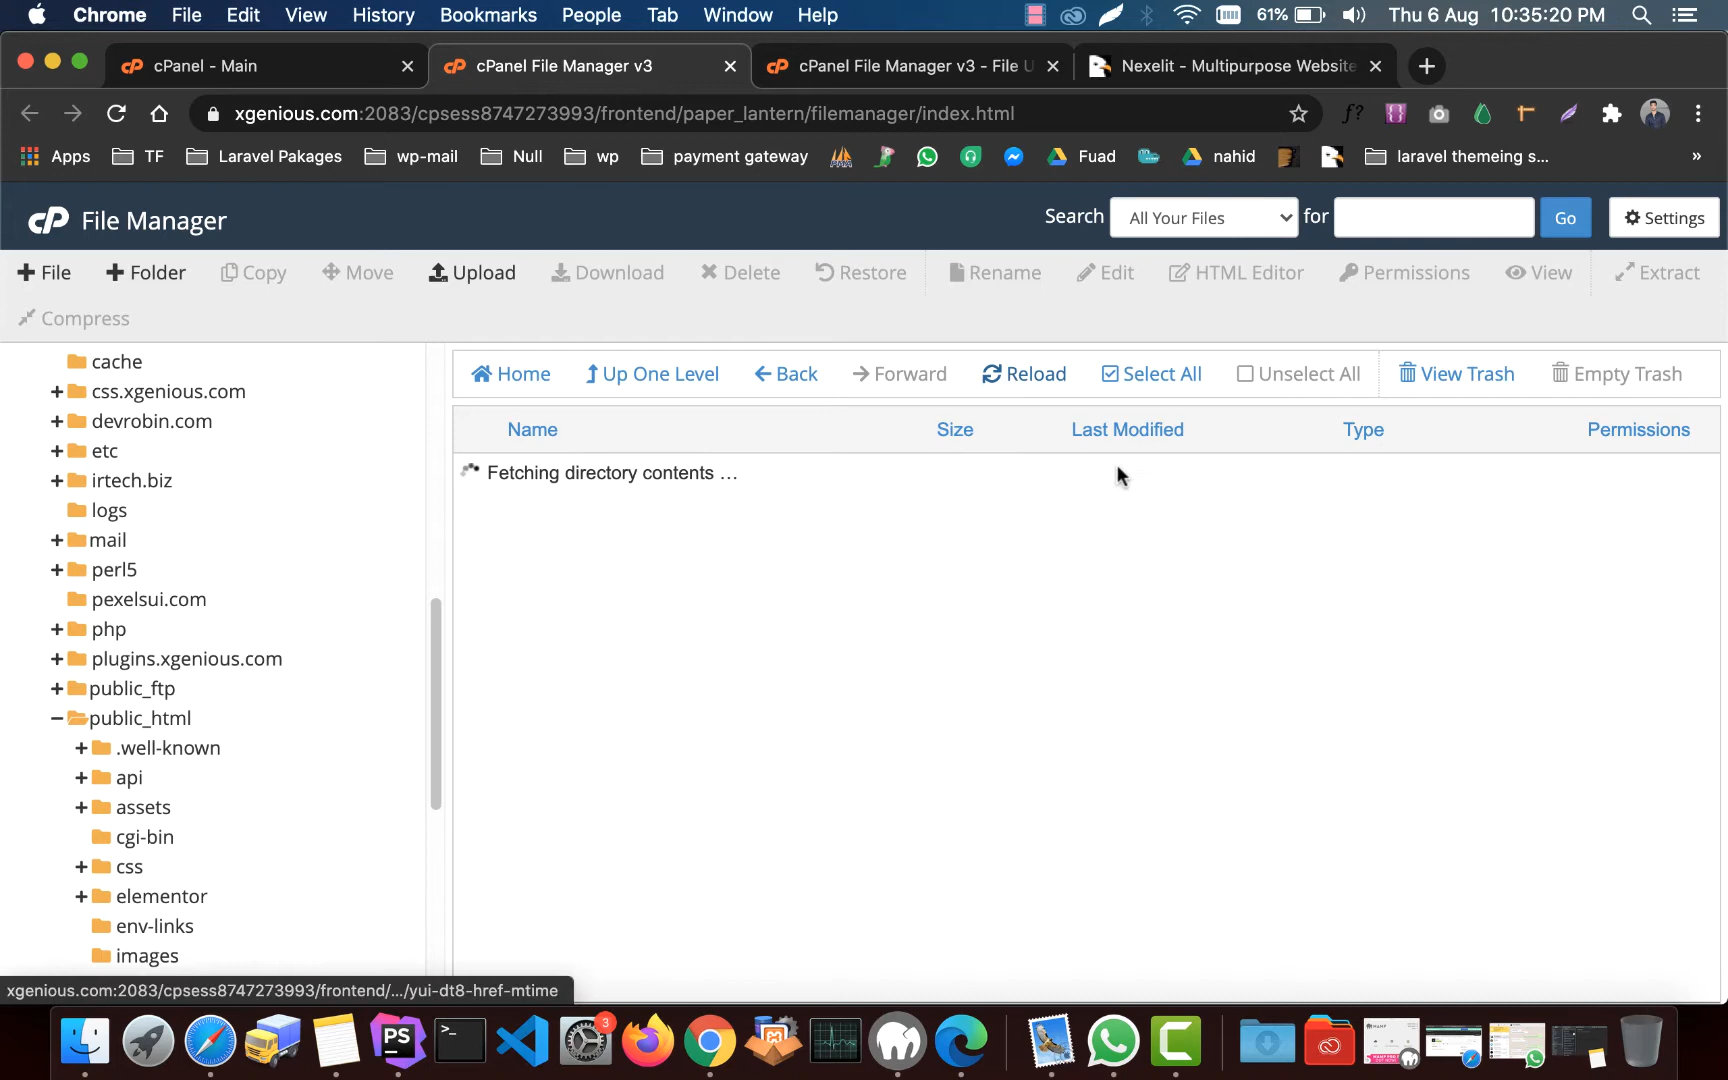 Chrome File Edit View History Bookmarks People Tab Window Help 61% Thu 6 Aug 10:35:20 PM
cPanel - Main cPanel File Manager v3 cPanel File Manager v3 - File U Nexelit - Multipurpose Website
xgenious.com:2083/cpsess8747273993/frontend/paper_lantern/filemanager/index.html f?
Apps TF Laravel Pakages wp-mail Null wp payment gateway Fuad nahid laravel themeing s... »
cP File Manager Search All Your Files for Go Settings
File Folder Copy Move Upload Download Delete Restore Rename Edit HTML Editor Permissions View Extract
Compress
Home Up One Level Back Forward Reload Select All Unselect All View Trash Empty Trash
Name Size Last Modified Type Permissions
Fetching directory contents ...
cache
css.xgenious.com
devrobin.com
etc
irtech.biz
logs
mail
perl5
pexelsui.com
php
plugins.xgenious.com
public_ftp
public_html
.well-known
api
assets
cgi-bin
css
elementor
env-links
images
xgenious.com:2083/cpsess8747273993/frontend/.../yui-dt8-href-mtime
PS 3